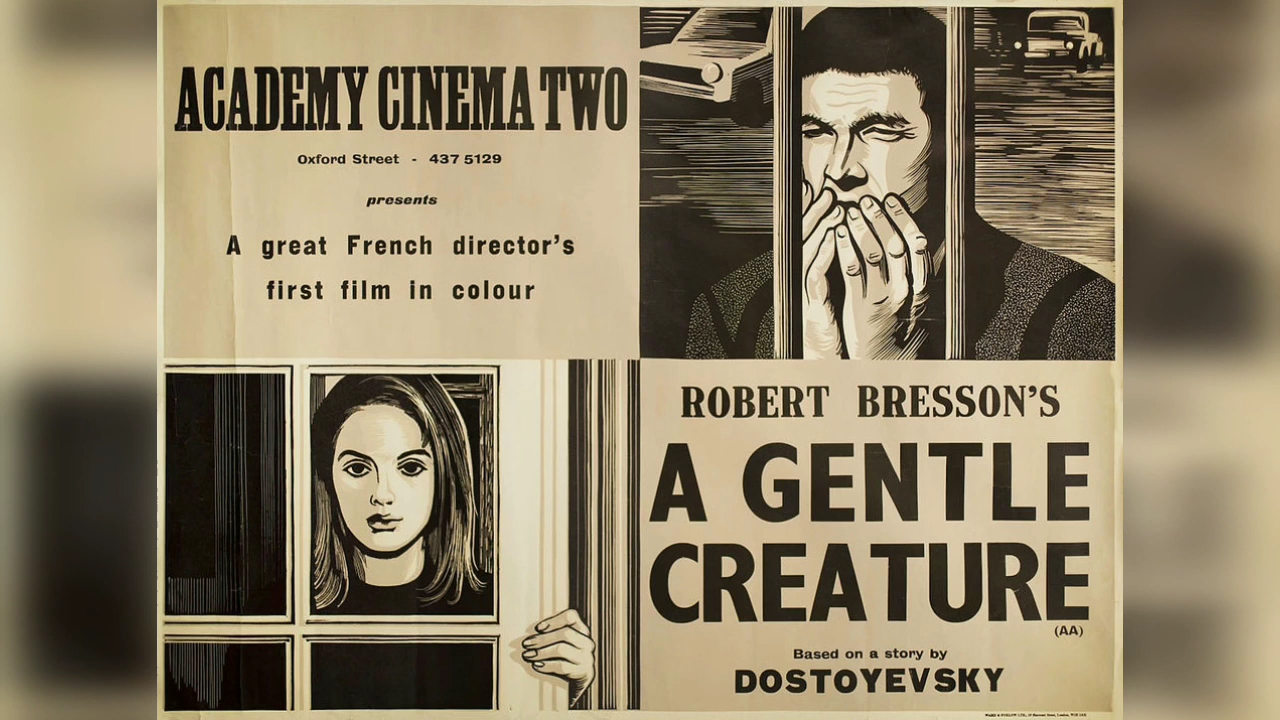 ACADEMY CINEMA TWO
Oxford Street - 437 5129
presents
A great French director's
first film in colour
ROBERT BRESSON'S
A GENTLE
CREATURE
(AA)
Based on a story by
DOSTOYEVSKY